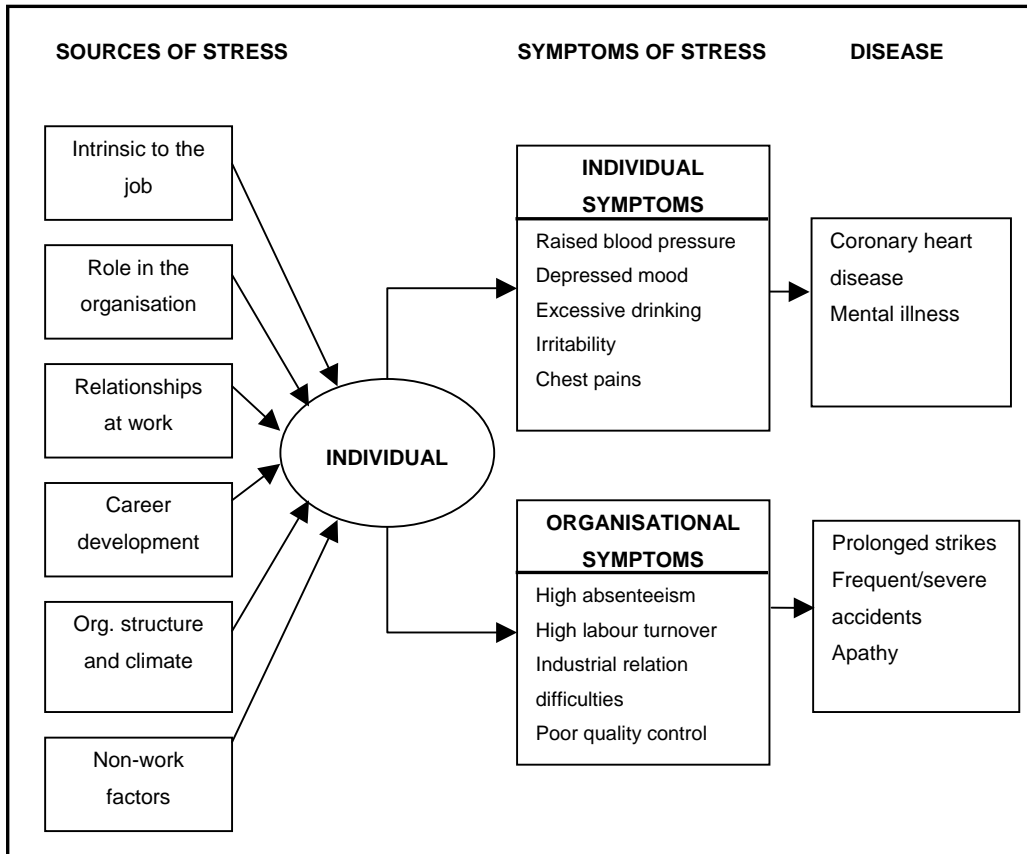 SOURCES OF STRESS
SYMPTOMS OF STRESS
DISEASE
Intrinsic to the
job
Role in the
organisation
Relationships
at work
Career
development
Org. structure
and climate
Non-work
factors
INDIVIDUAL
INDIVIDUAL
SYMPTOMS
Raised blood pressure
Depressed mood
Excessive drinking
Irritability
Chest pains
ORGANISATIONAL
SYMPTOMS
High absenteeism
High labour turnover
Industrial relation
difficulties
Poor quality control
Coronary heart
disease
Mental illness
Prolonged strikes
Frequent/severe
accidents
Apathy